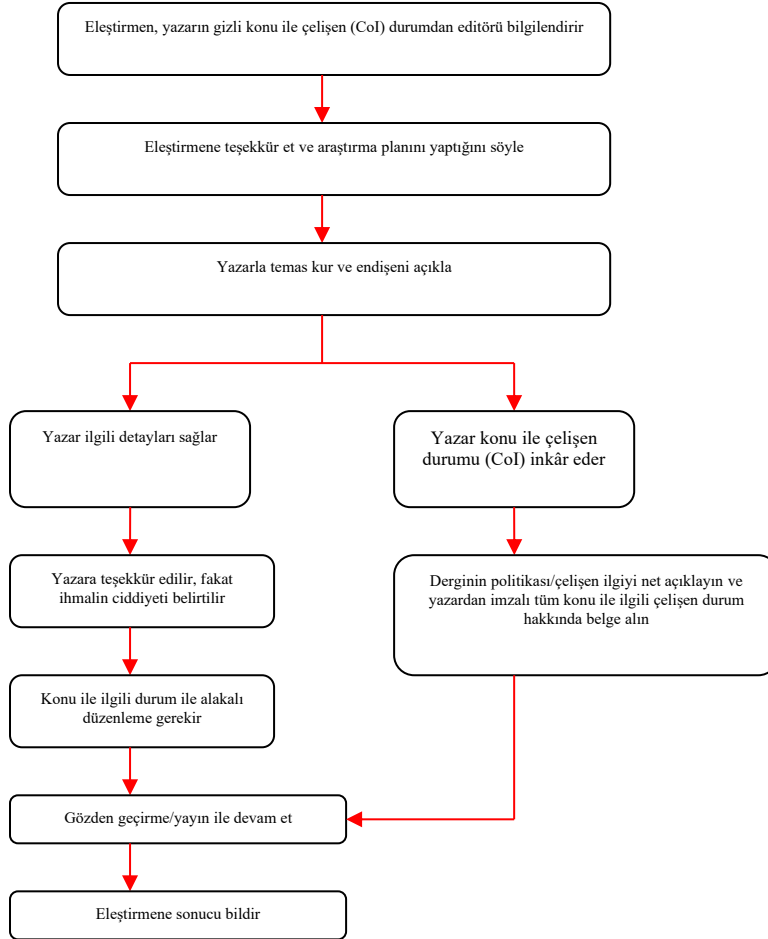 Eleştirmen, yazarın gizli konu ile çelişen (CoI) durumdan editörü bilgilendirir
Eleştirmene teşekkür et ve araştırma planını yaptığını söyle
Yazarla temas kur ve endişeni açıkla
Yazar ilgili detayları sağlar
Yazar konu ile çelişen
durumu (CoI) inkâr eder
Yazara teşekkür edilir, fakat
ihmalin ciddiyeti belirtilir
Derginin politikası/çelişen ilgiyi net açıklayın ve
yazardan imzalı tüm konu ile ilgili çelişen durum
hakkında belge alın
Konu ile ilgili durum ile alakalı
düzenleme gerekir
Gözden geçirme/yayın ile devam et
Eleştirmene sonucu bildir